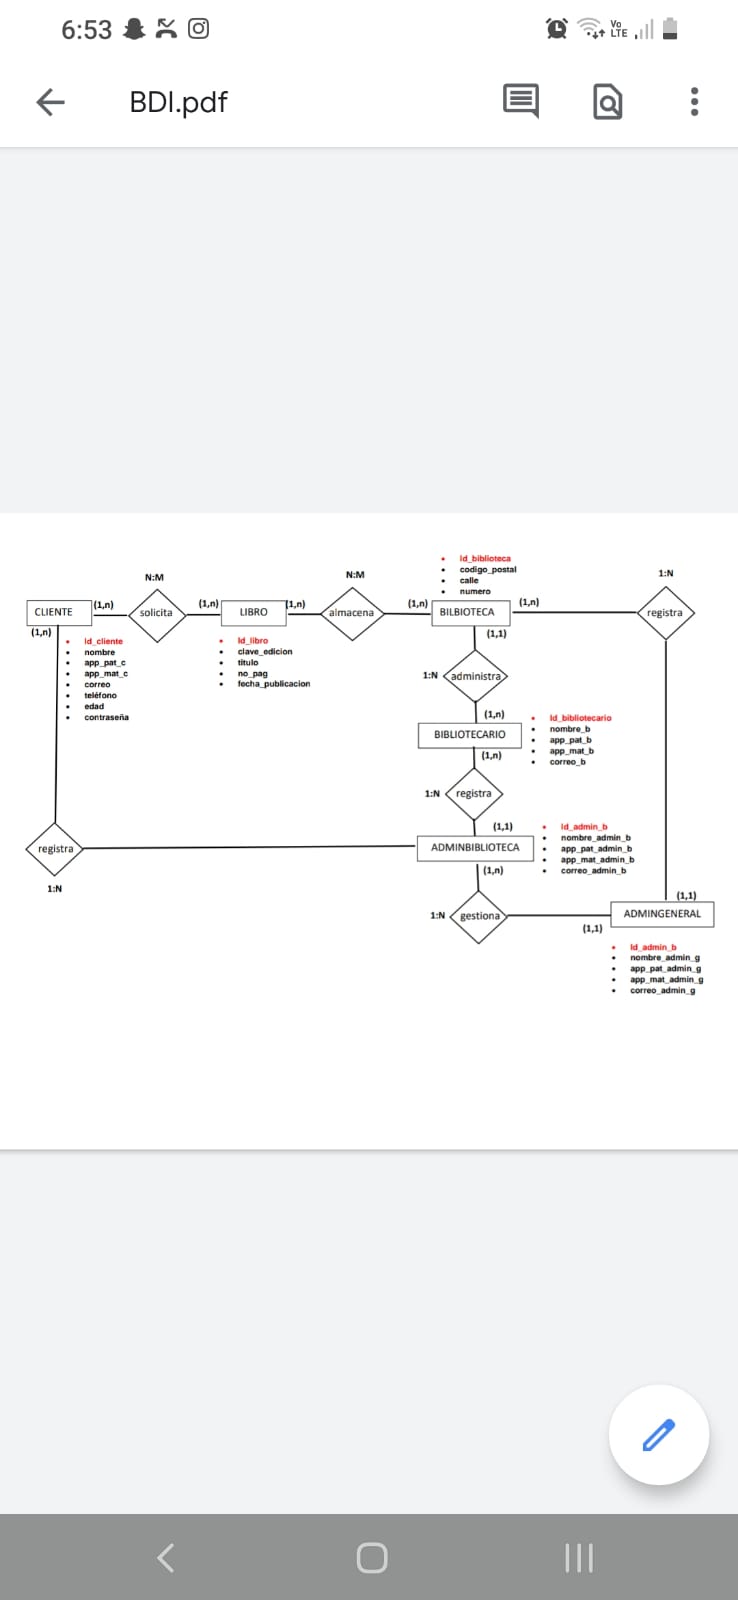 6:53
Vo
LTE
BDI.pdf
Id_biblioteca
codigo_postal
calle
numero
N:M
N:M
1:N
CLIENTE
(1,n)
solicita
(1,n)
LIBRO
(1,n)
almacena
(1,n)
BILBIOTECA
(1,n)
registra
(1,n)
(1,1)
Id_cliente
nombre
app_pat_c
app_mat_c
correo
teléfono
edad
contraseña
Id_libro
clave_edicion
titulo
no_pag
fecha_publicacion
1:N
administra
(1,n)
BIBLIOTECARIO
(1,n)
Id_bibliotecario
nombre_b
app_pat_b
app_mat_b
correo_b
1:N
registra
(1,1)
ADMINBIBLIOTECA
(1,n)
Id_admin_b
nombre_admin_b
app_pat_admin_b
app_mat_admin_b
correo_admin_b
registra
1:N
1:N
gestiona
(1,1)
(1,1)
ADMINGENERAL
Id_admin_b
nombre_admin_g
app_pat_admin_g
app_mat_admin_g
correo_admin_g